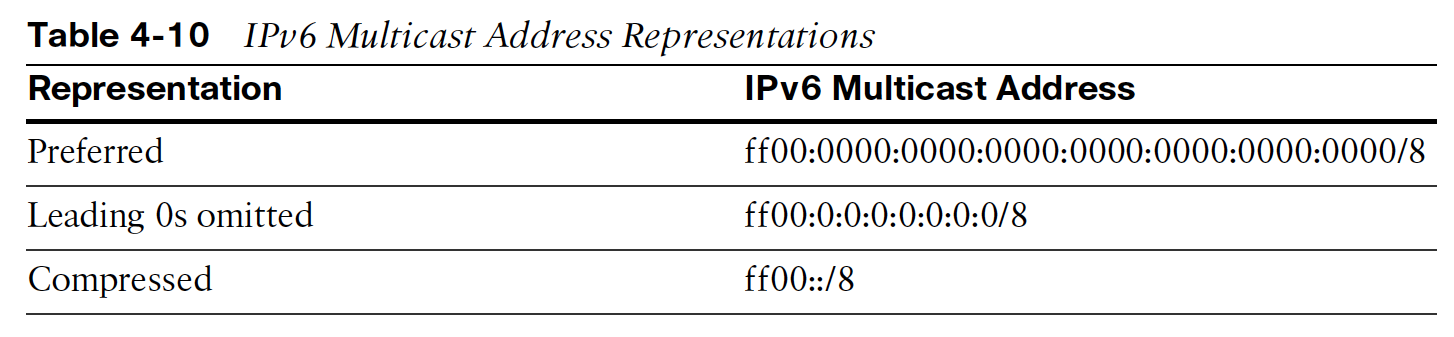 Table 4-10 IPv6 Multicast Address Representations
Representation IPv6 Multicast Address
Preferred ff00:0000:0000:0000:0000:0000:0000:0000/8
Leading 0s omitted ff00:0:0:0:0:0:0:0/8
Compressed ff00::/8